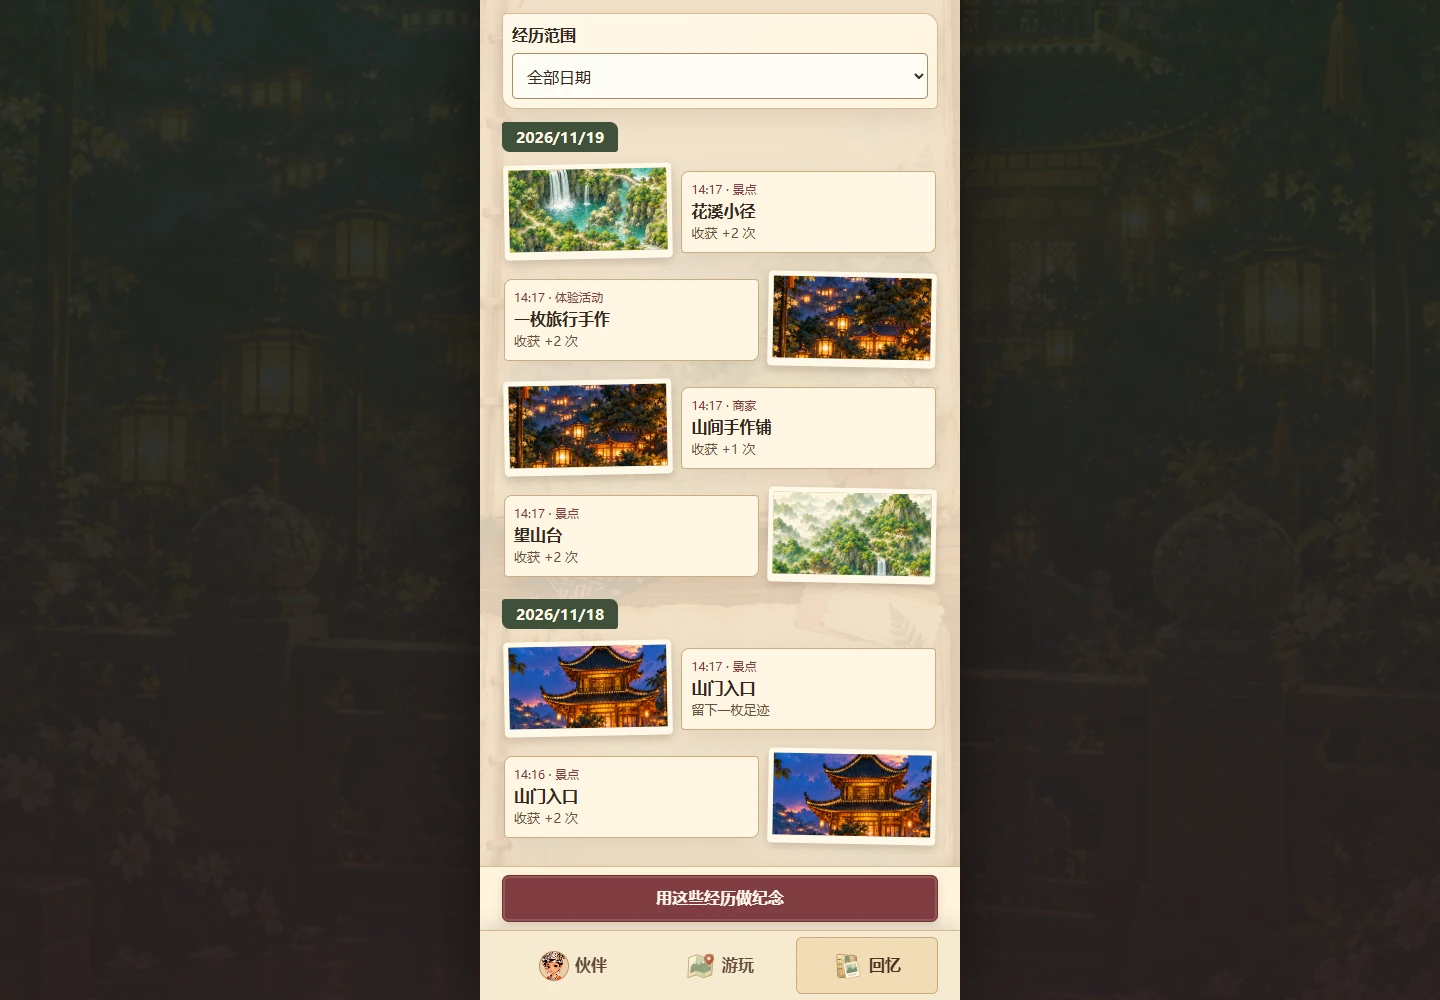 经历范围
全部日期
2026/11/19
14:17 · 景点
花溪小径
收获 +2 次
14:17 · 体验活动
一枚旅行手作
收获 +2 次
14:17 · 商家
山间手作铺
收获 +1 次
14:17 · 景点
望山台
收获 +2 次
2026/11/18
14:17 · 景点
山门入口
留下一枚足迹
14:16 · 景点
山门入口
收获 +2 次
用这些经历做纪念
伙伴
游玩
回忆